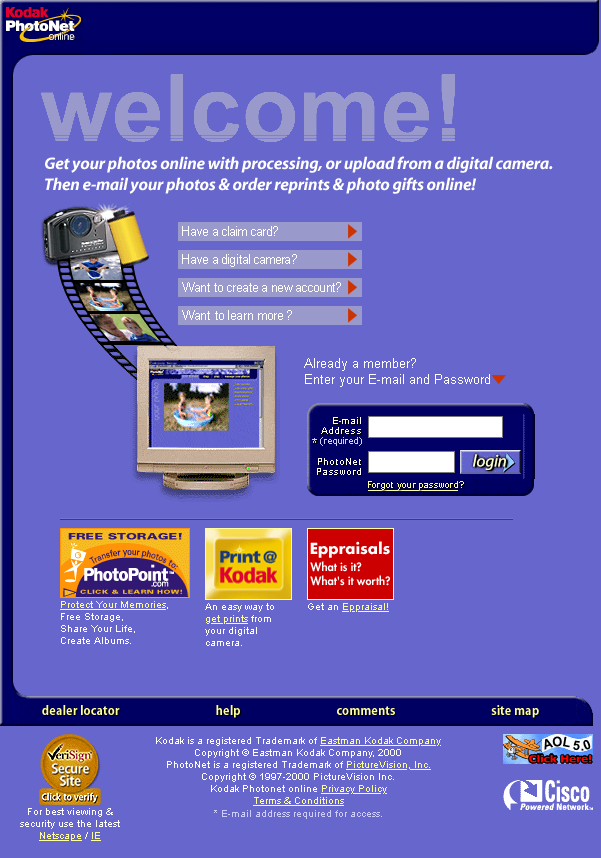 Kodak
PhotoNet
online
welcome!
Get your photos online with processing, or upload from a digital camera.
Then e-mail your photos & order reprints & photo gifts online!
Have a claim card?
Have a digital camera?
Want to create a new account?
Want to learn more ?
Already a member?
Enter your E-mail and Password
E-mail
Address
* (required)
PhotoNet
Password
login
Forgot your password?
FREE STORAGE!
Transfer your photos to:
PhotoPoint™
.com
CLICK & LEARN HOW!
Protect Your Memories,
Free Storage,
Share Your Life,
Create Albums.
Print @
Kodak
An easy way to
get prints from
your digital
camera.
Eppraisals
What is it?
What's it worth?
Get an Eppraisal!
dealer locator help comments site map
VeriSign
Secure
Site
Click to verify
For best viewing &
security use the latest
Netscape / IE
Kodak is a registered Trademark of Eastman Kodak Company
Copyright © Eastman Kodak Company, 2000
PhotoNet is a registered Trademark of PictureVision, Inc.
Copyright © 1997-2000 PictureVision Inc.
Kodak Photonet online Privacy Policy
Terms & Conditions
* E-mail address required for access.
AOL 5.0
Click Here!
Cisco
Powered Network